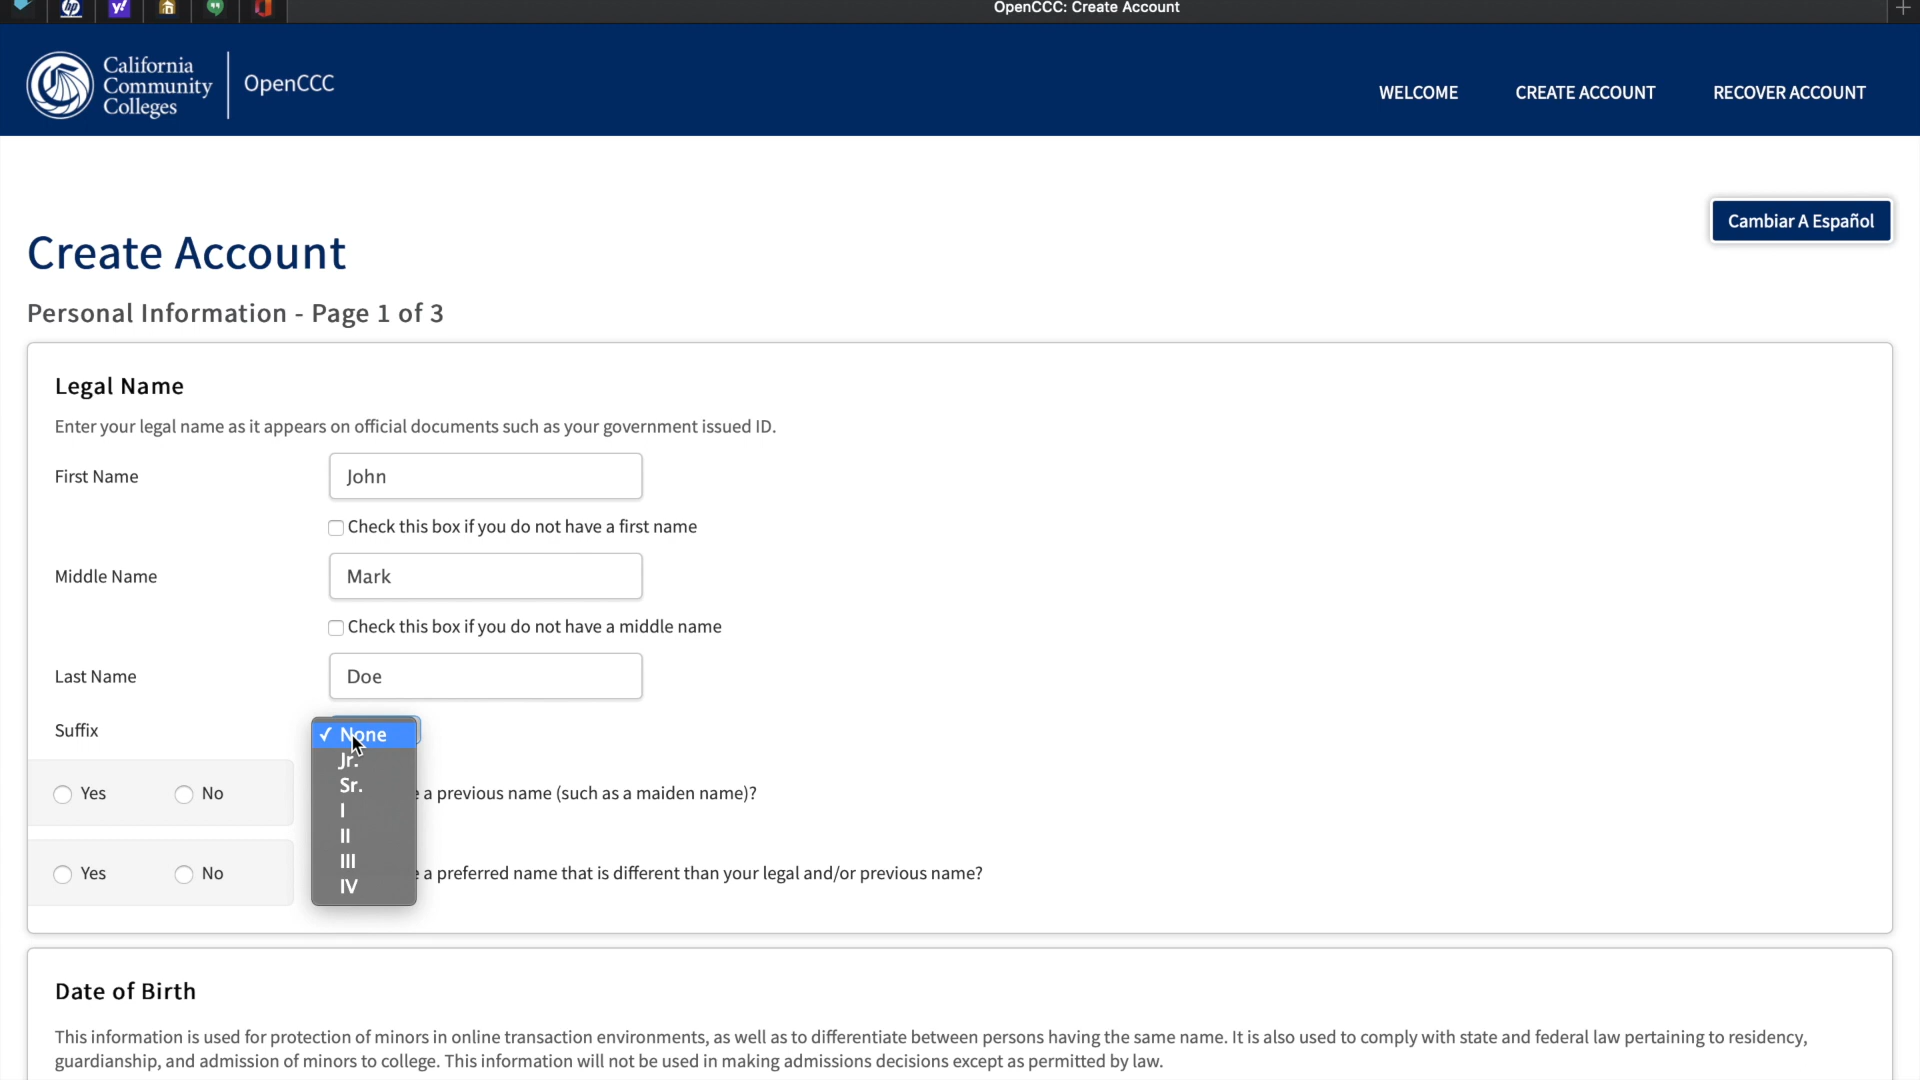 OpenCCC: Create Account
California
Community
Colleges
OpenCCC
WELCOME
CREATE ACCOUNT
RECOVER ACCOUNT
Cambiar A Español
Create Account
Personal Information - Page 1 of 3
Legal Name
Enter your legal name as it appears on official documents such as your government issued ID.
First Name
John
Check this box if you do not have a first name
Middle Name
Mark
Check this box if you do not have a middle name
Last Name
Doe
Suffix
✓ None
Jr.
Sr.
I
II
III
IV
Yes No
a previous name (such as a maiden name)?
Yes No
a preferred name that is different than your legal and/or previous name?
Date of Birth
This information is used for protection of minors in online transaction environments, as well as to differentiate between persons having the same name. It is also used to comply with state and federal law pertaining to residency,
guardianship, and admission of minors to college. This information will not be used in making admissions decisions except as permitted by law.